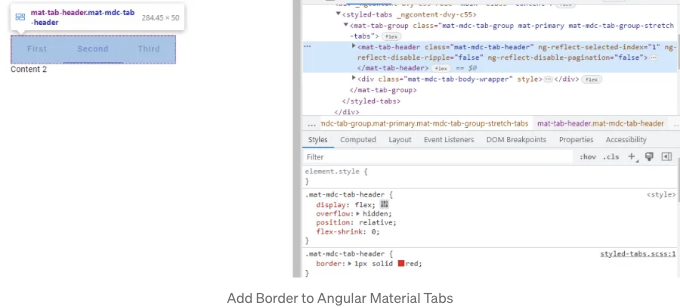 mat-tab-header.mat-mdc-tab
-header
284.45 × 50
First Second Third
Content 2
<styled-tabs _ngcontent-dvy-c55>
<mat-tab-group class="mat-mdc-tab-group mat-primary mat-mdc-tab-group-stretch
-tabs"> flex
<mat-tab-header class="mat-mdc-tab-header" ng-reflect-selected-index="1" ng-
reflect-disable-ripple="false" ng-reflect-disable-pagination="false">
</mat-tab-header> flex == $0
<div class="mat-mdc-tab-body-wrapper" style> </div> flex
</mat-tab-group>
</styled-tabs>
</div>
... mdc-tab-group.mat-primary.mat-mdc-tab-group-stretch-tabs mat-tab-header.mat-mdc-tab-header ...
Styles Computed Layout Event Listeners DOM Breakpoints Properties Accessibility
Filter :hov .cls +
element.style {
}
.mat-mdc-tab-header { <style>
display: flex;
overflow: hidden;
position: relative;
flex-shrink: 0;
}
.mat-mdc-tab-header { styled-tabs.scss:1
border: 1px solid red;
}
Add Border to Angular Material Tabs